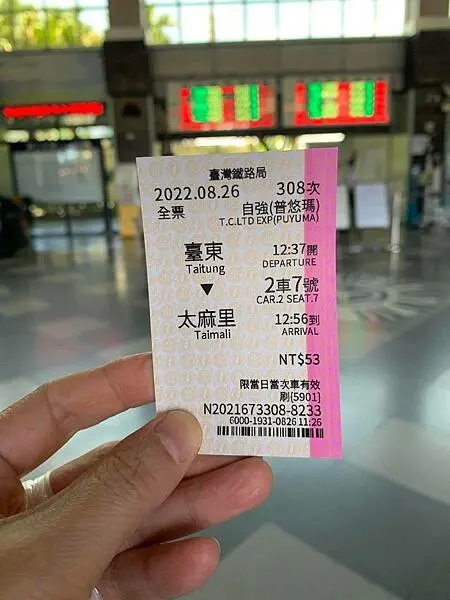 臺灣鐵路局
2022.08.26 308次
全票 自強(普悠瑪)
T.C.LTD EXP(PUYUMA)
臺東 12:37開
Taitung DEPARTURE
▼ 2車7號
CAR.2 SEAT.7
太麻里 12:56到
Taimali ARRIVAL
NT$53
限當日當次車有效
刷[5901]
N2021673308-8233
6000-1931-0826 11:26